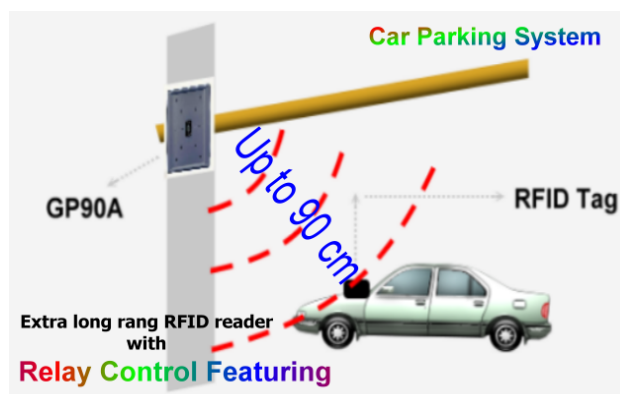 Car Parking System
Up to 90 cm
GP90A
RFID Tag
Extra long rang RFID reader
with
Relay Control Featuring